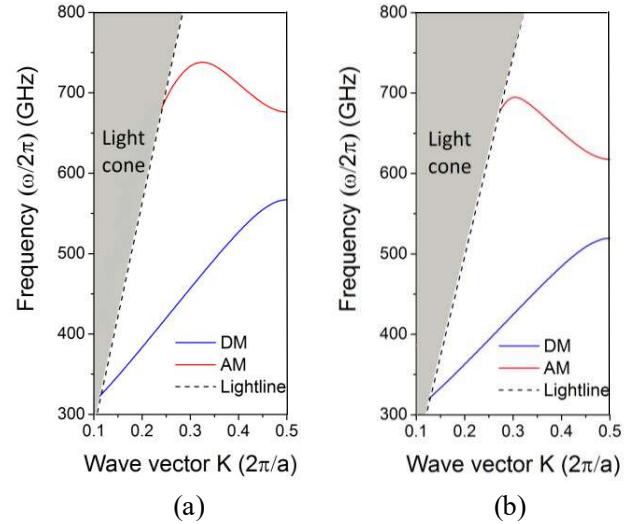 800
700
600
500
400
300
Frequency (ω/2π) (GHz)
Light
cone
DM
AM
Lightline
0.1 0.2 0.3 0.4 0.5
Wave vector K (2π/a)
(a)
800
700
600
500
400
300
Frequency (ω/2π) (GHz)
Light
cone
DM
AM
Lightline
0.1 0.2 0.3 0.4 0.5
Wave vector K (2π/a)
(b)